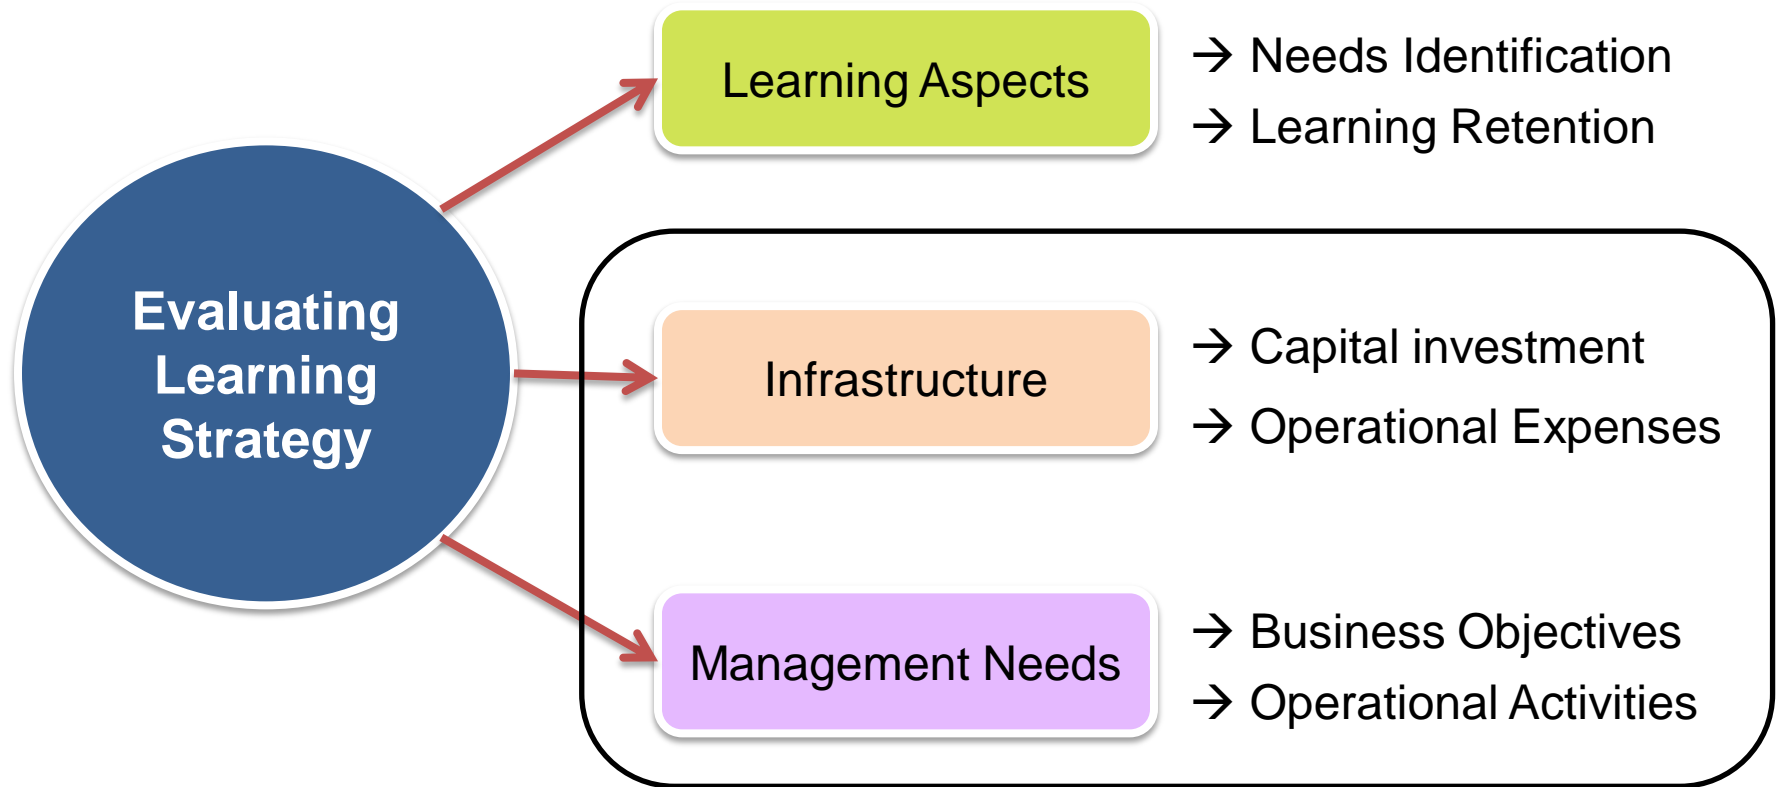 Evaluating
Learning
Strategy
Learning Aspects
→ Needs Identification
→ Learning Retention
Infrastructure
→ Capital investment
→ Operational Expenses
Management Needs
→ Business Objectives
→ Operational Activities